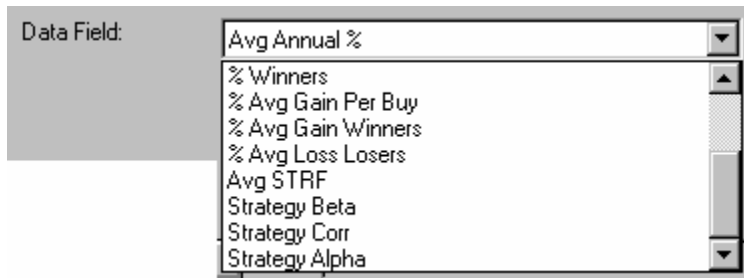 Data Field:
Avg Annual %
% Winners
% Avg Gain Per Buy
% Avg Gain Winners
% Avg Loss Losers
Avg STRF
Strategy Beta
Strategy Corr
Strategy Alpha